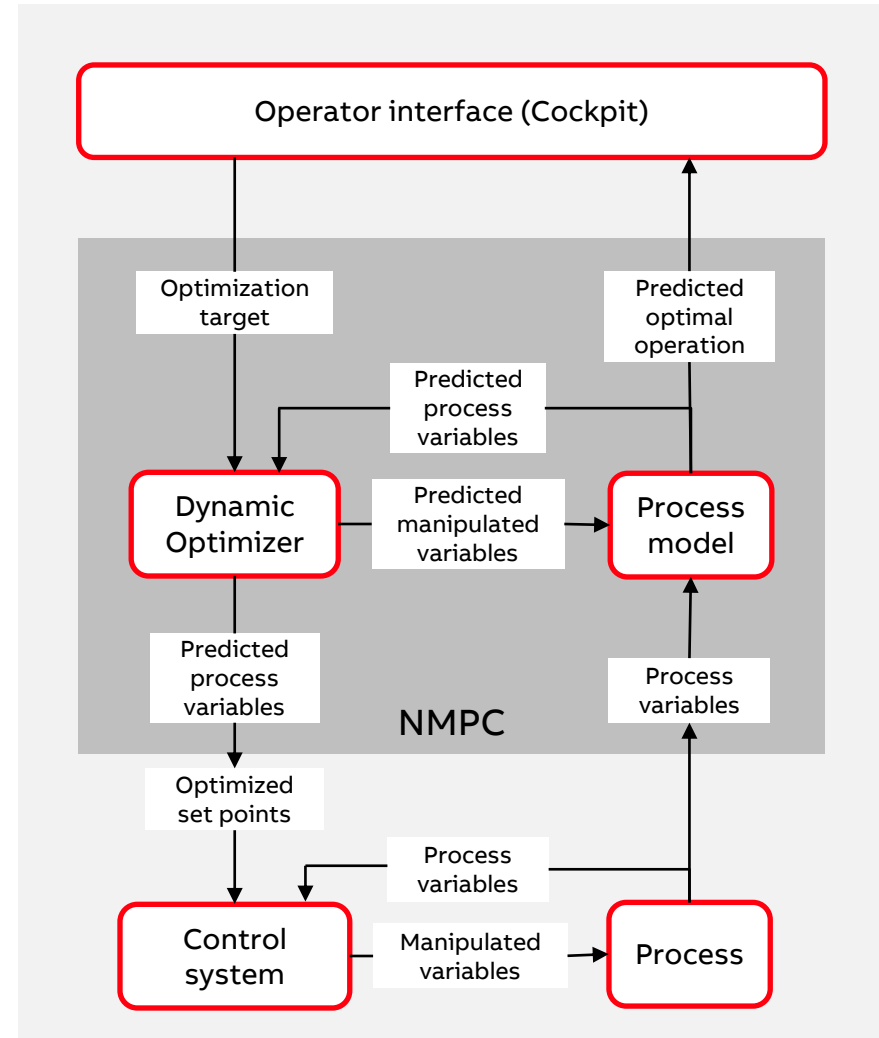 Operator interface (Cockpit)
Optimization
target
Predicted
optimal
operation
Predicted
process
variables
Dynamic
Optimizer
Predicted
manipulated
variables
Process
model
Predicted
process
variables
Process
variables
NMPC
Optimized
set points
Process
variables
Control
system
Manipulated
variables
Process